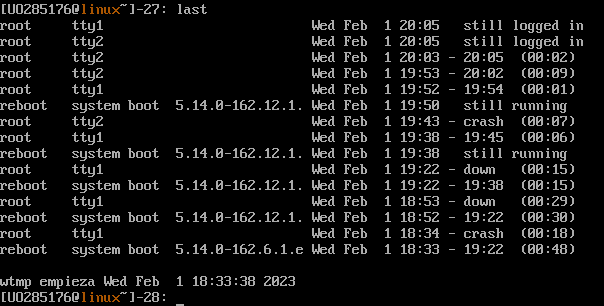 [UO285176@linux~]-27: last
root     tty1                          Wed Feb  1 20:05   still logged in
root     tty2                          Wed Feb  1 20:05   still logged in
root     tty2                          Wed Feb  1 20:03 - 20:05  (00:02)
root     tty2                          Wed Feb  1 19:53 - 20:02  (00:09)
root     tty1                          Wed Feb  1 19:52 - 19:54  (00:01)
reboot   system boot  5.14.0-162.12.1. Wed Feb  1 19:50   still running
root     tty2                          Wed Feb  1 19:43 - crash  (00:07)
root     tty1                          Wed Feb  1 19:38 - 19:45  (00:06)
reboot   system boot  5.14.0-162.12.1. Wed Feb  1 19:38   still running
root     tty1                          Wed Feb  1 19:22 - down   (00:15)
reboot   system boot  5.14.0-162.12.1. Wed Feb  1 19:22 - 19:38  (00:15)
root     tty1                          Wed Feb  1 18:53 - down   (00:29)
reboot   system boot  5.14.0-162.12.1. Wed Feb  1 18:52 - 19:22  (00:30)
root     tty1                          Wed Feb  1 18:34 - crash  (00:18)
reboot   system boot  5.14.0-162.6.1.e Wed Feb  1 18:33 - 19:22  (00:48)
wtmp empieza Wed Feb  1 18:33:38 2023
[UO285176@linux~]-28: